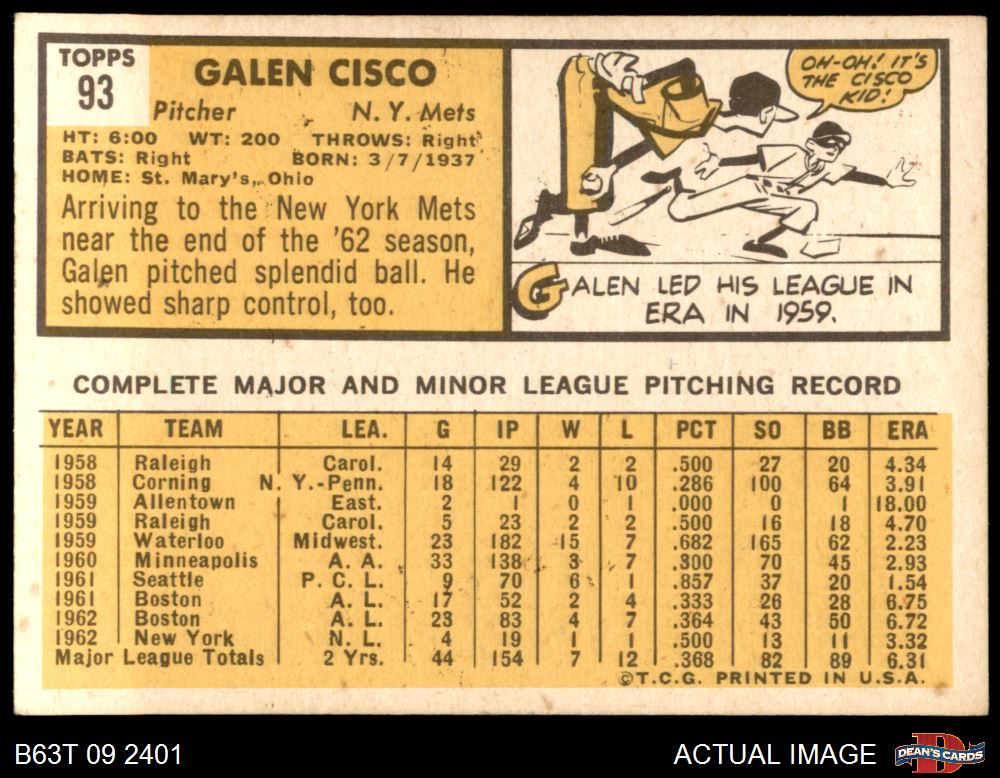 TOPPS
93
GALEN CISCO
Pitcher N. Y. Mets
HT: 6:00 WT: 200 THROWS: Right
BATS: Right BORN: 3/7/1937
HOME: St. Mary's, Ohio
Arriving to the New York Mets
near the end of the '62 season,
Galen pitched splendid ball. He
showed sharp control, too.
OH-OH! IT'S
THE CISCO
KID!
GALEN LED HIS LEAGUE IN
ERA IN 1959.
COMPLETE MAJOR AND MINOR LEAGUE PITCHING RECORD
YEAR TEAM LEA. G IP W L PCT SO BB ERA
1958 Raleigh Carol. 14 29 2 2 .500 27 20 4.34
1958 Corning N. Y.-Penn. 18 122 4 10 .286 100 64 3.91
1959 Allentown East. 2 1 0 1 .000 0 1 18.00
1959 Raleigh Carol. 5 23 2 2 .500 16 18 4.70
1959 Waterloo Midwest. 23 182 15 7 .682 165 62 2.23
1960 Minneapolis A. A. 33 138 3 7 .300 70 45 2.93
1961 Seattle P. C. L. 9 70 6 1 .857 37 20 1.54
1961 Boston A. L. 17 52 2 4 .333 26 28 6.75
1962 Boston A. L. 23 83 4 7 .364 43 50 6.72
1962 New York N. L. 4 19 1 1 .500 13 11 3.32
Major League Totals 2 Yrs. 44 154 7 12 .368 82 89 6.31
©T.C.G. PRINTED IN U.S.A.
B63T 09 2401 ACTUAL IMAGE
D
DEAN'S CARDS